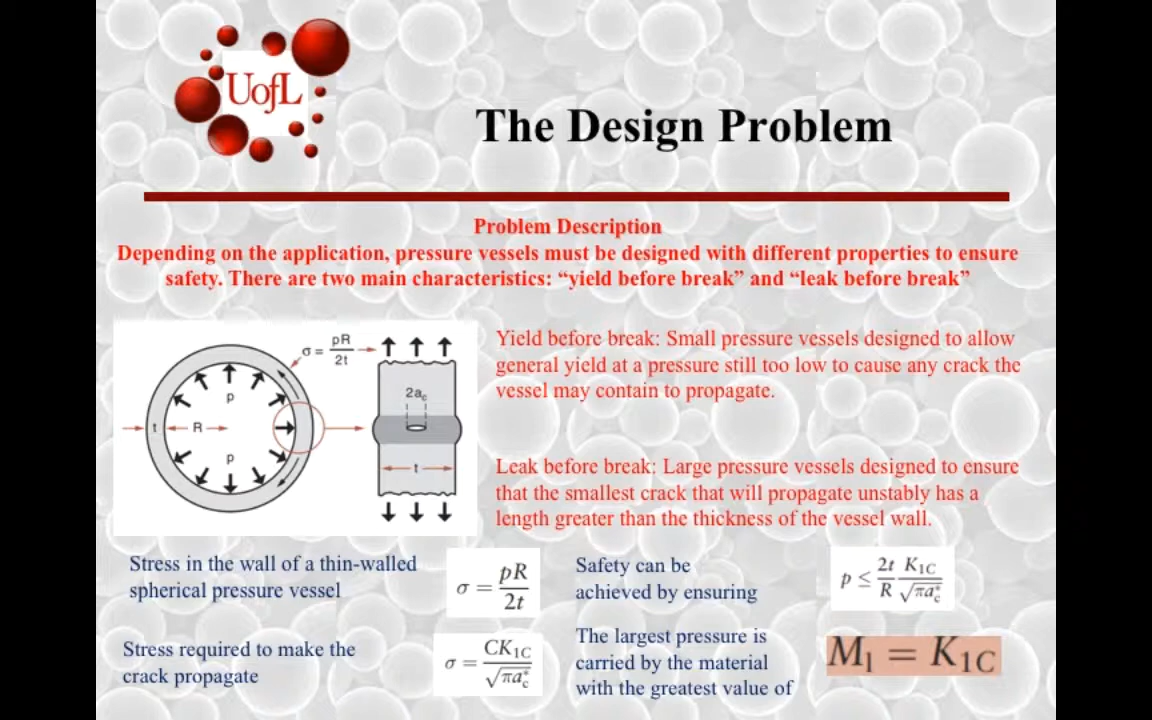 UofL
The Design Problem
Problem Description
Depending on the application, pressure vessels must be designed with different properties to ensure
safety. There are two main characteristics: “yield before break” and “leak before break”
σ = pR / 2t
2a_c
p
t
R
p
t
Yield before break: Small pressure vessels designed to allow
general yield at a pressure still too low to cause any crack the
vessel may contain to propagate.
Leak before break: Large pressure vessels designed to ensure
that the smallest crack that will propagate unstably has a
length greater than the thickness of the vessel wall.
Stress in the wall of a thin-walled
spherical pressure vessel
σ = pR / 2t
Safety can be
achieved by ensuring
p ≤ 2t / R K_1C / √πa_c^*
Stress required to make the
crack propagate
σ = CK_1C / √πa_c^*
The largest pressure is
carried by the material
with the greatest value of
M_1 = K_1C